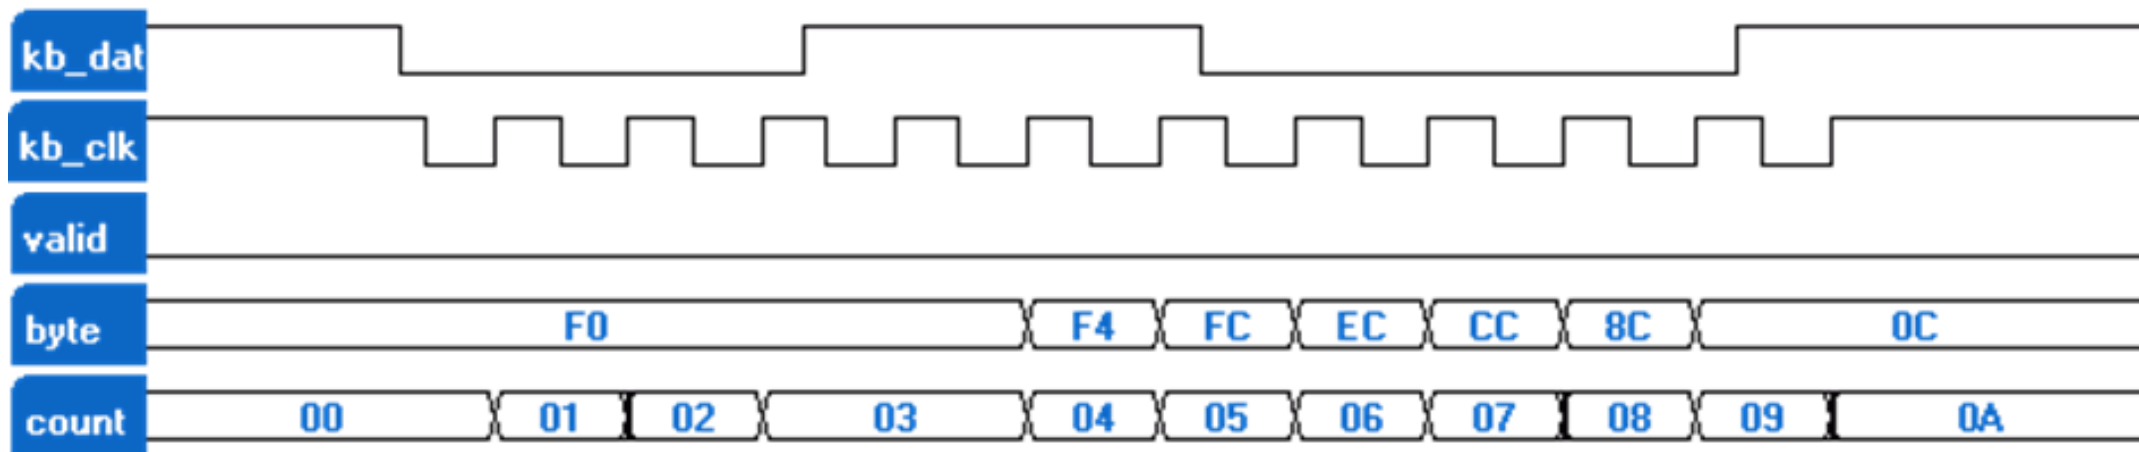 kb_dat
kb_clk
valid
byte F0 F4 FC EC CC 8C 0C
count 00 01 02 03 04 05 06 07 08 09 0A